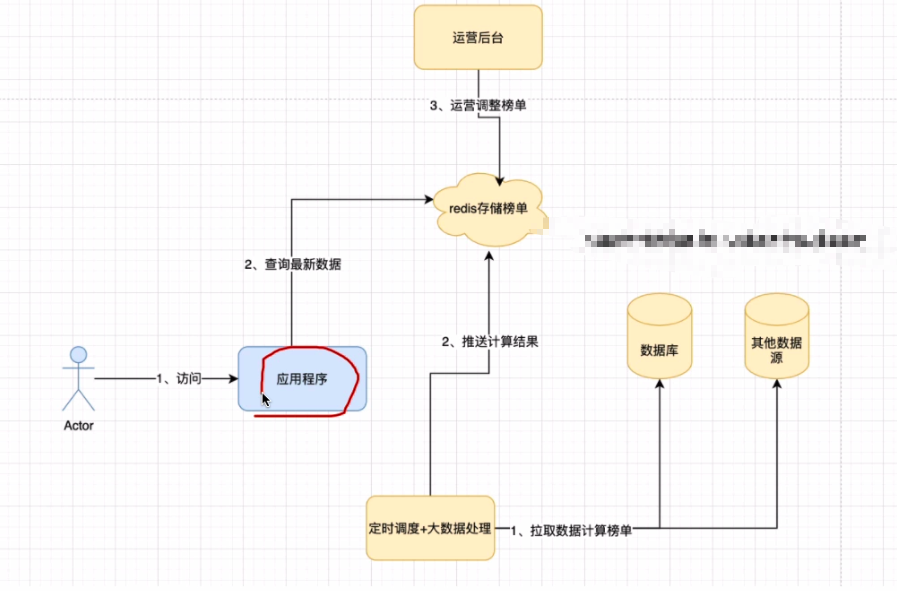 运营后台
3、运营调整榜单
redis存储榜单
2、查询最新数据
2、推送计算结果
数据库
其他数据
源
1、访问
应用程序
Actor
定时调度+大数据处理
1、拉取数据计算榜单